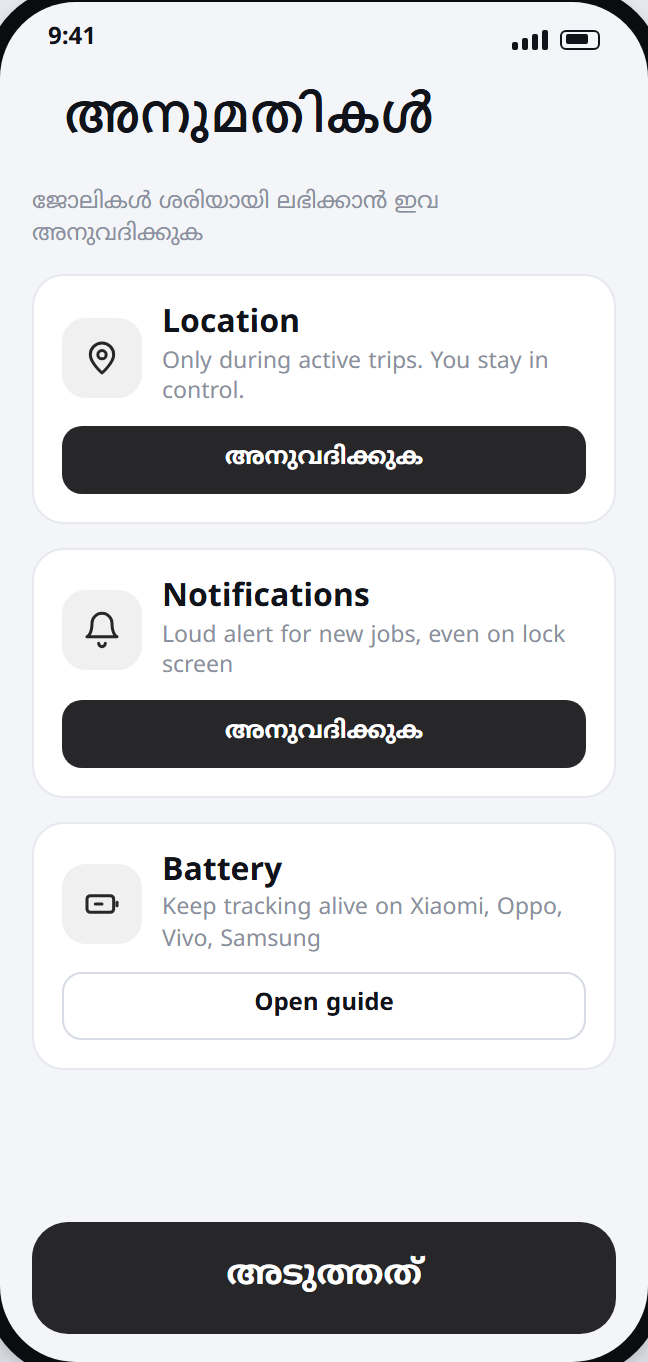 9:41
അനുമതികൾ
ജോലികൾ ശരിയായി ലഭിക്കാൻ ഇവ
അനുവദിക്കുക
Location
Only during active trips. You stay in
control.
അനുവദിക്കുക
Notifications
Loud alert for new jobs, even on lock
screen
അനുവദിക്കുക
Battery
Keep tracking alive on Xiaomi, Oppo,
Vivo, Samsung
Open guide
അടുത്തത്